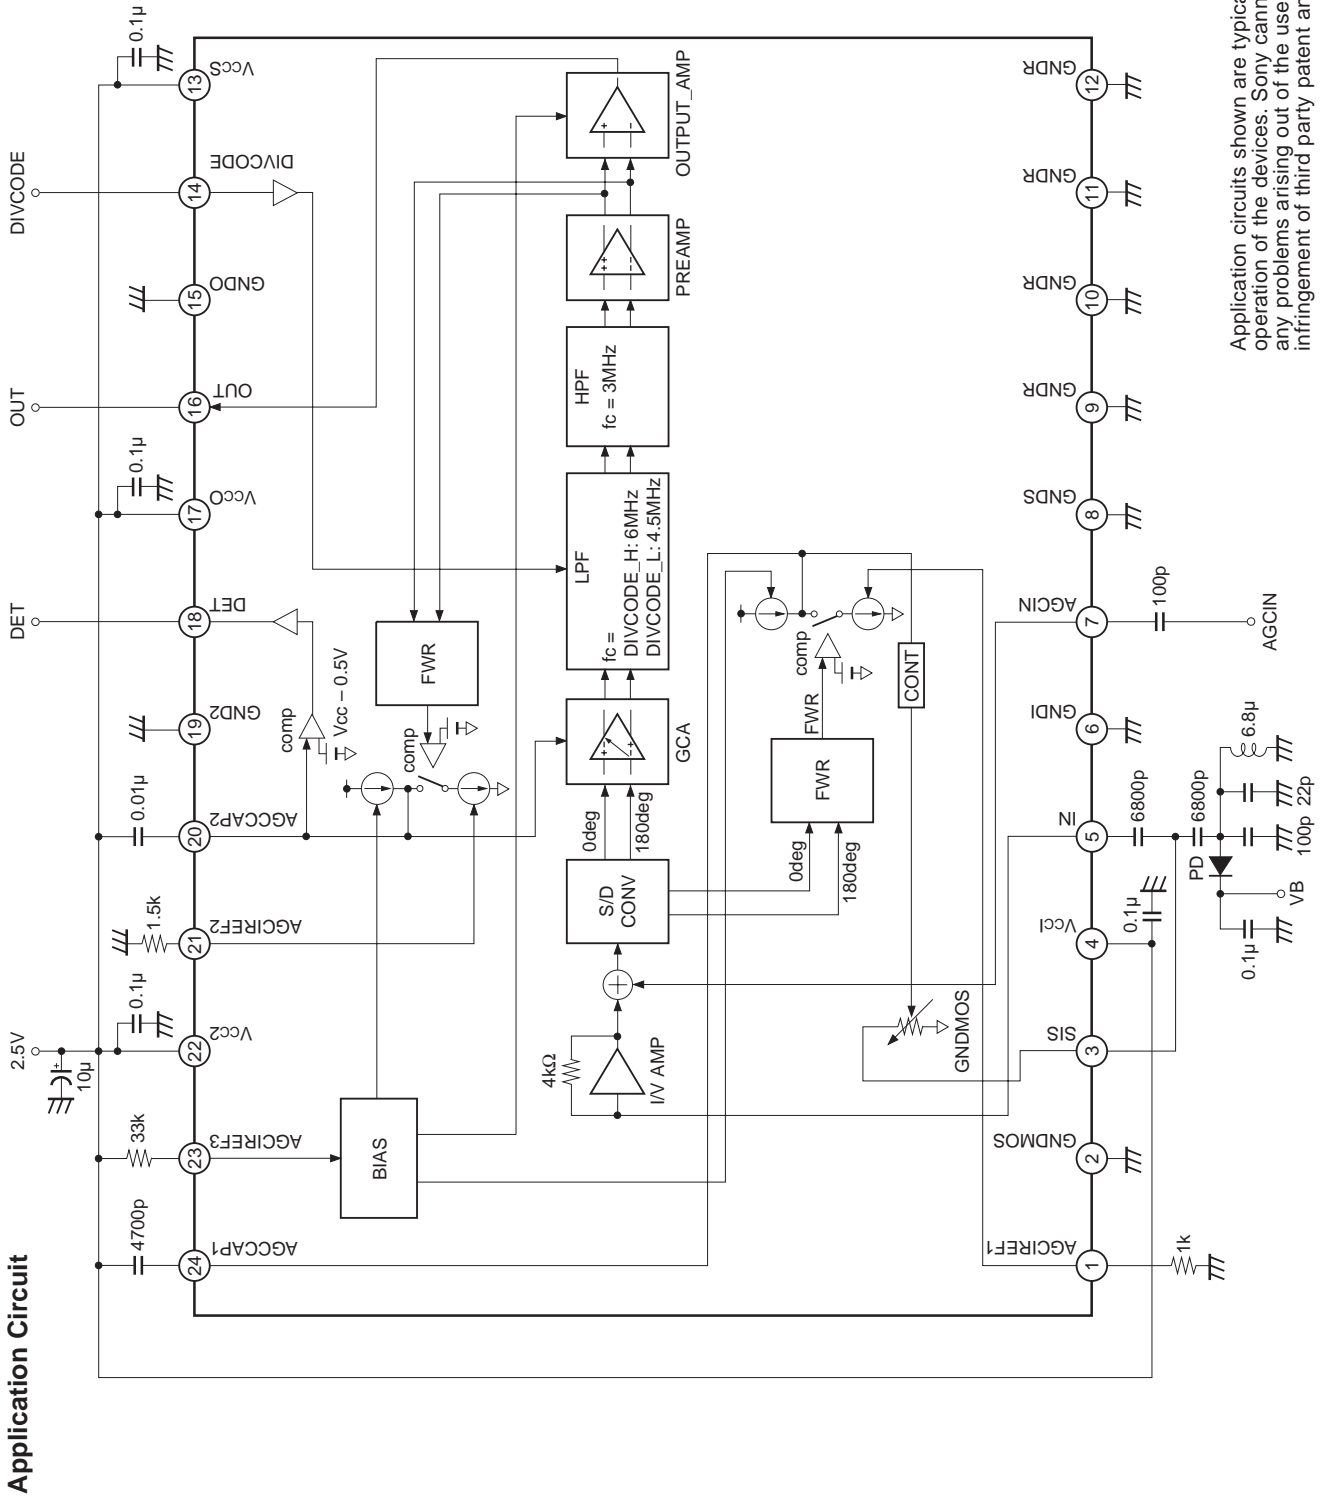 Application Circuit
2.5V
10µ
DET
OUT
DIVCODE
4700p
33k
0.1µ
1.5k
0.01µ
0.1µ
0.1µ
24
23
22
21
20
19
18
17
16
15
14
13
AGCCAP1
AGCIREF3
Vcc2
AGCIREF2
AGCCAP2
GND2
DET
VccO
OUT
GNDO
DIVCODE
VccS
comp
Vcc – 0.5V
BIAS
comp
FWR
4kΩ
I/V AMP
S/D
CONV
0deg
180deg
GCA
LPF
fc =
DIVCODE_H: 6MHz
DIVCODE_L: 4.5MHz
HPF
fc = 3MHz
PREAMP
OUTPUT_AMP
0deg
180deg
FWR
FWR
comp
CONT
GNDMOS
AGCIREF1
GNDMOS
SIS
VccI
IN
GNDI
AGCIN
GNDS
GNDR
GNDR
GNDR
GNDR
1
2
3
4
5
6
7
8
9
10
11
12
1k
0.1µ
6800p
6800p
PD
0.1µ
VB
100p
22p
6.8µ
100p
AGCIN
Application circuits shown are typica
operation of the devices. Sony cann
any problems arising out of the use
infringement of third party patent an